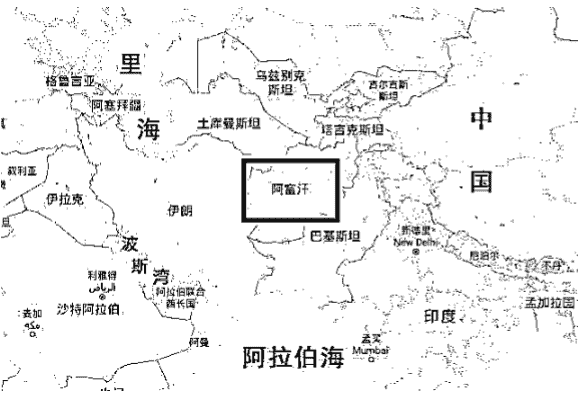 里
海
格鲁吉亚
阿塞拜疆
乌兹别克
斯坦
吉尔吉斯
斯坦
土库曼斯坦
塔吉克斯坦
中
国
叙利亚
伊拉克
伊朗
阿富汗
巴基斯坦
新德里
New Delhi
尼泊尔
不丹
孟加拉国
波
斯
湾
利雅得
الرياض
沙特阿拉伯
阿拉伯联合
酋长国
麦加
مكة
阿曼
阿拉伯海
印度
孟买
Mumbai